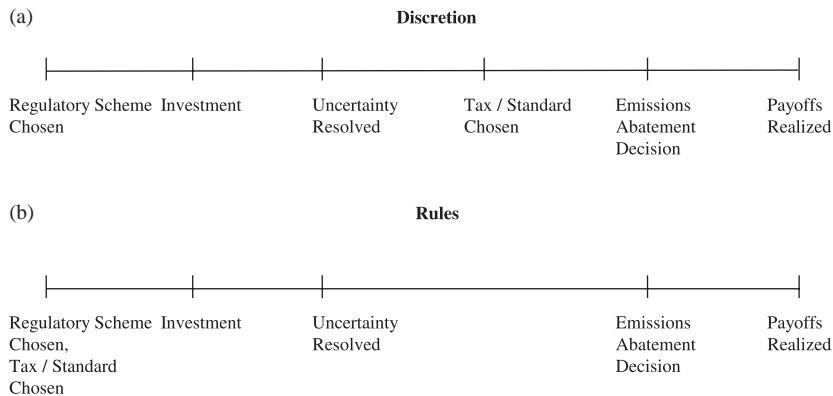 (a)
Discretion
Regulatory Scheme Chosen
Investment
Uncertainty
Resolved
Tax / Standard
Chosen
Emissions
Abatement
Decision
Payoffs
Realized
(b)
Rules
Regulatory Scheme
Chosen,
Tax / Standard
Chosen
Investment
Uncertainty
Resolved
Emissions
Abatement
Decision
Payoffs
Realized